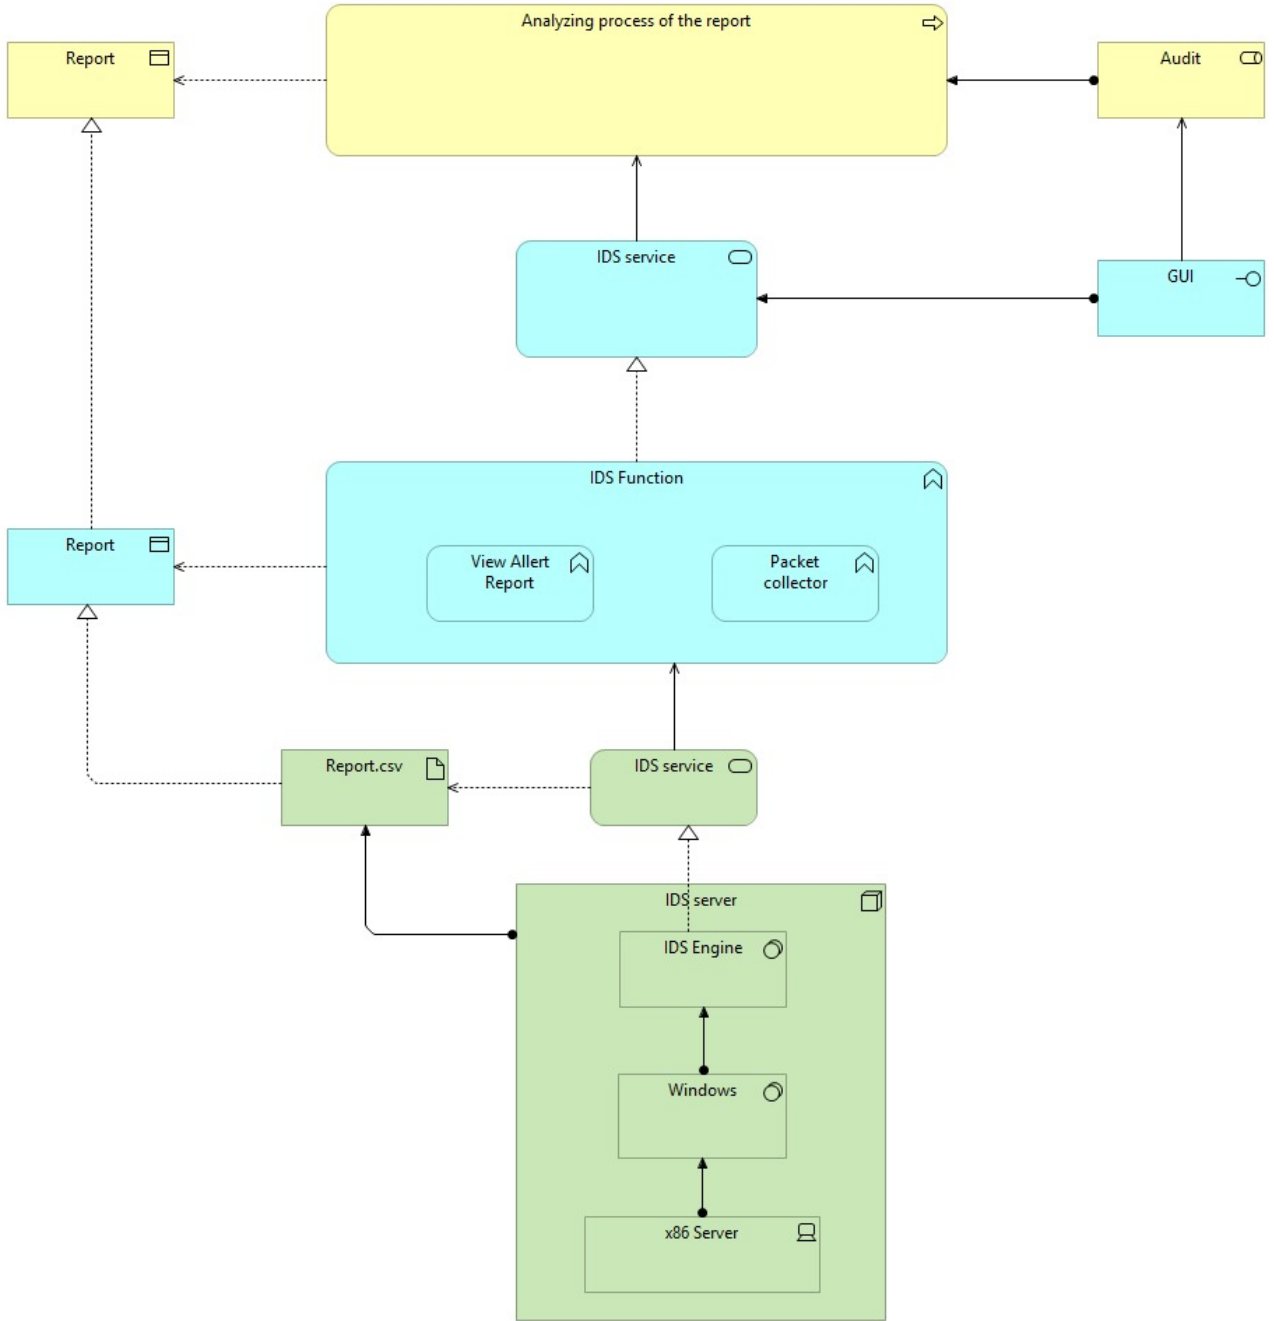 Analyzing process of the report
Report
Audit
IDS service
GUI
IDS Function
Report
View Allert
Report
Packet
collector
Report.csv
IDS service
IDS server
IDS Engine
Windows
x86 Server